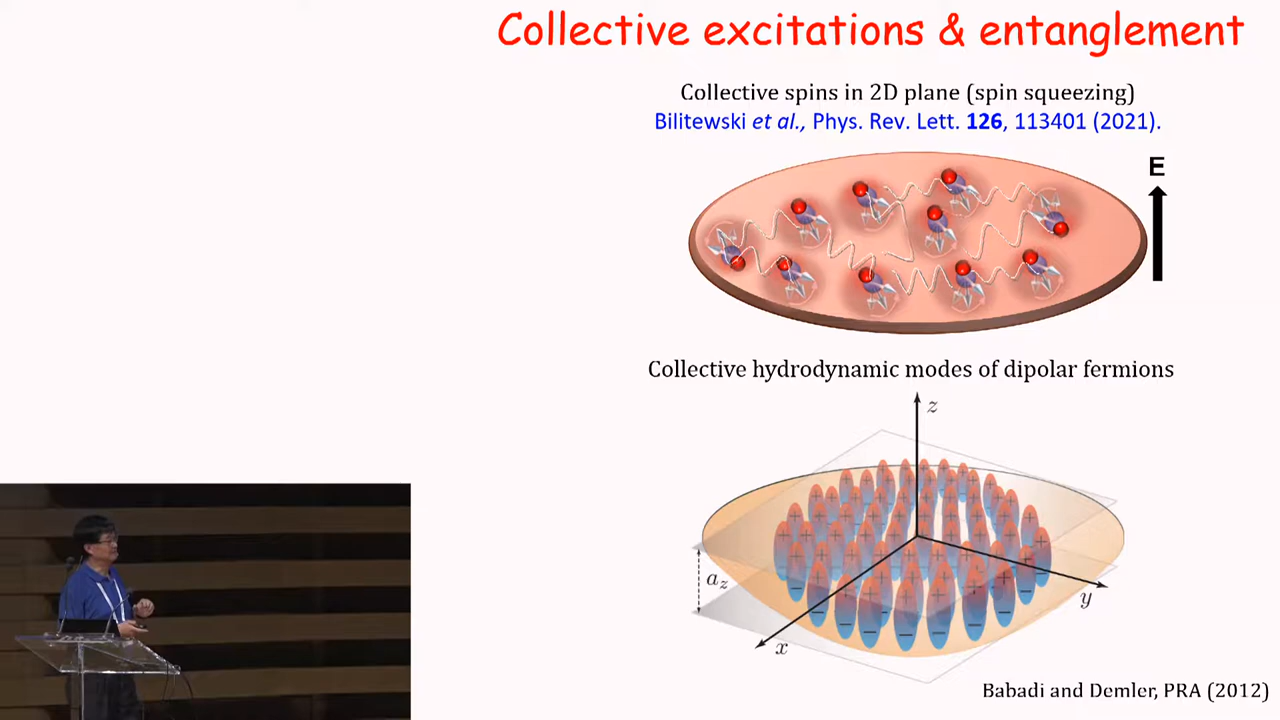 Collective excitations & entanglement
Collective spins in 2D plane (spin squeezing)
Bilitewski et al., Phys. Rev. Lett. 126, 113401 (2021).
E
Collective hydrodynamic modes of dipolar fermions
z
a_z
y
x
Babadi and Demler, PRA (2012)